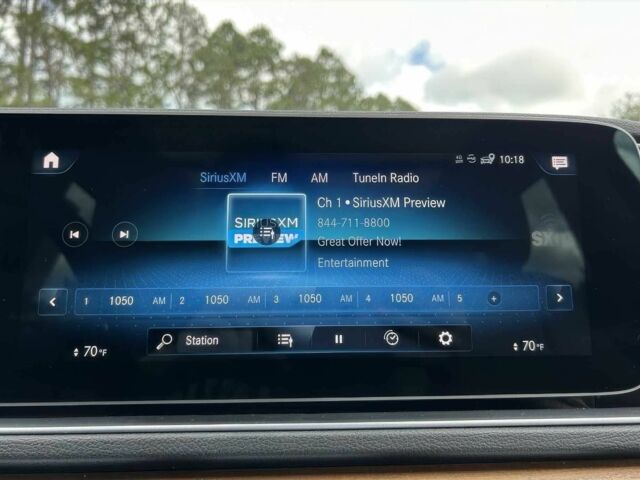 4G 10:18
SiriusXM FM AM TuneIn Radio
SIRIUSXM
PREVIEW
Ch 1 • SiriusXM Preview
844-711-8800
Great Offer Now!
Entertainment
SXM
1 1050 AM 2 1050 AM 3 1050 AM 4 1050 AM 5
Station
70°F 70°F